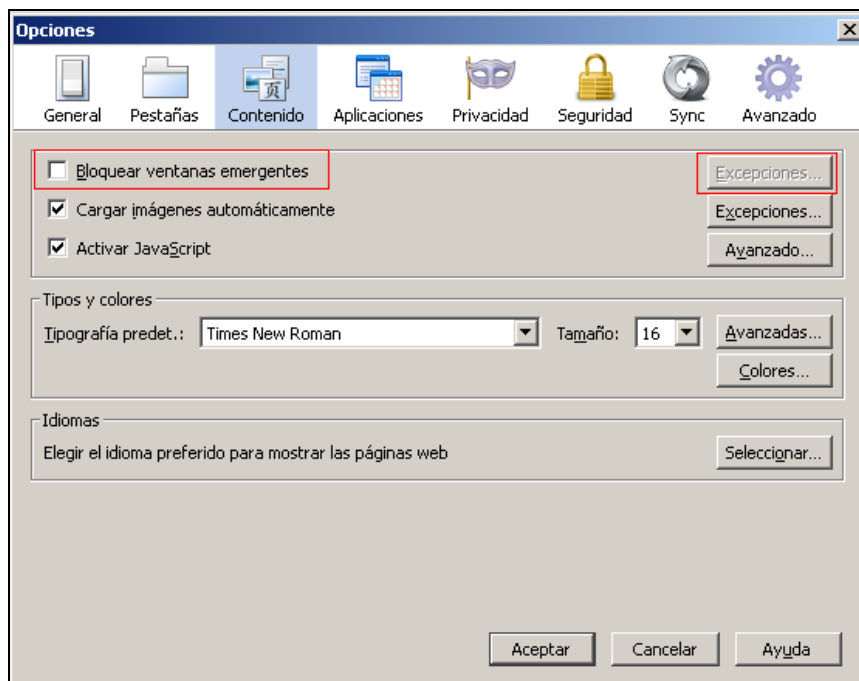 Opciones
General Pestañas Contenido Aplicaciones Privacidad Seguridad Sync Avanzado
页
Bloquear ventanas emergentes Excepciones...
Cargar imágenes automáticamente Excepciones...
Activar JavaScript Avanzado...
Tipos y colores
Tipografía predet.: Times New Roman Tamaño: 16 Avanzadas...
Colores...
Idiomas
Elegir el idioma preferido para mostrar las páginas web Seleccionar...
Aceptar Cancelar Ayuda